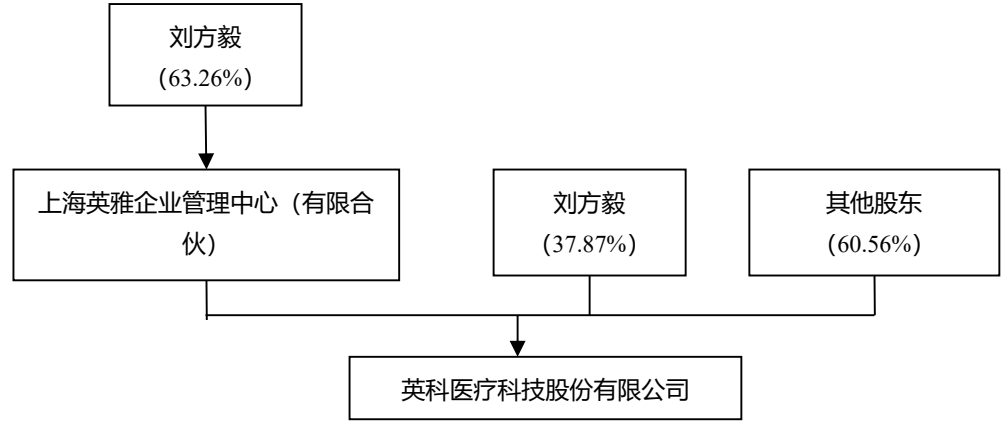 刘方毅
（63.26%）
上海英雅企业管理中心（有限合
伙）
刘方毅
（37.87%）
其他股东
（60.56%）
英科医疗科技股份有限公司